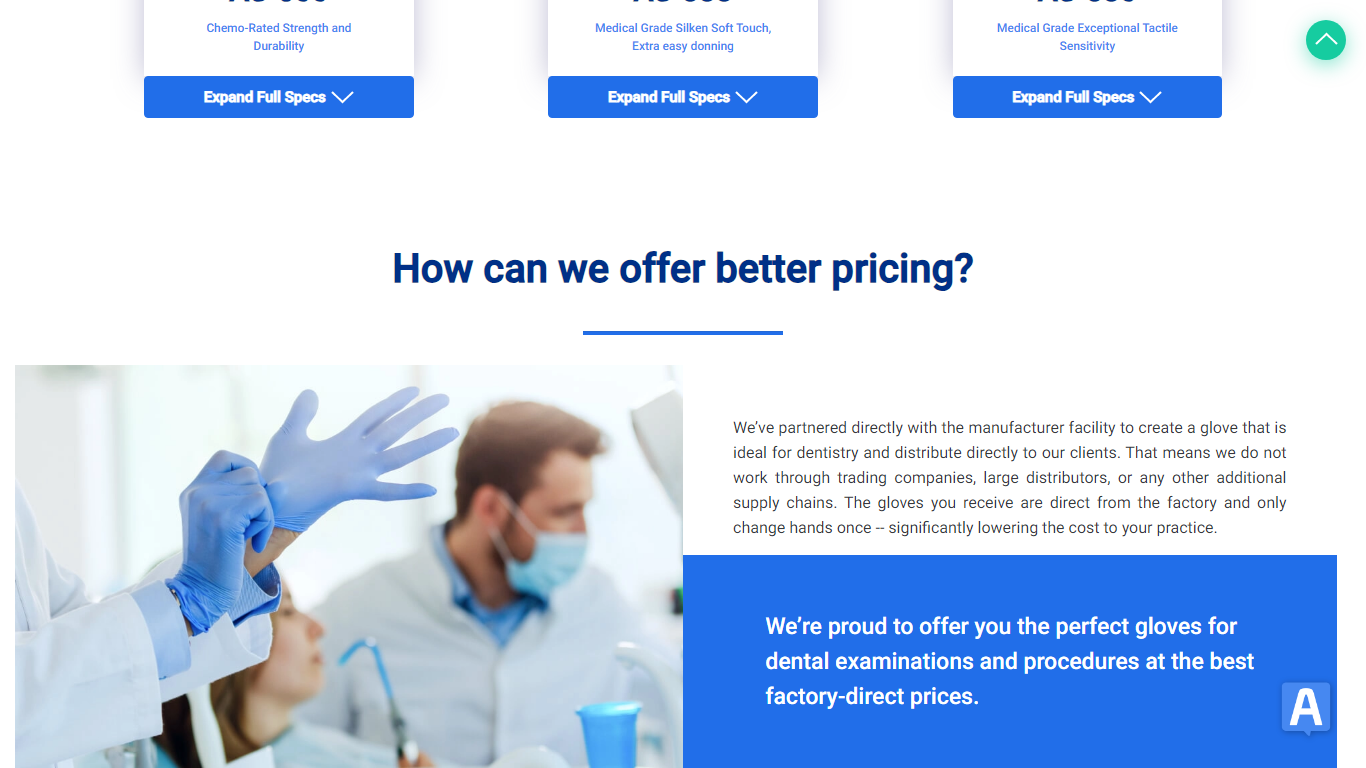 Chemo-Rated Strength and
Durability
Expand Full Specs
Medical Grade Silken Soft Touch,
Extra easy donning
Expand Full Specs
Medical Grade Exceptional Tactile
Sensitivity
Expand Full Specs
How can we offer better pricing?
We’ve partnered directly with the manufacturer facility to create a glove that is
ideal for dentistry and distribute directly to our clients. That means we do not
work through trading companies, large distributors, or any other additional
supply chains. The gloves you receive are direct from the factory and only
change hands once -- significantly lowering the cost to your practice.
We’re proud to offer you the perfect gloves for
dental examinations and procedures at the best
factory-direct prices.
A